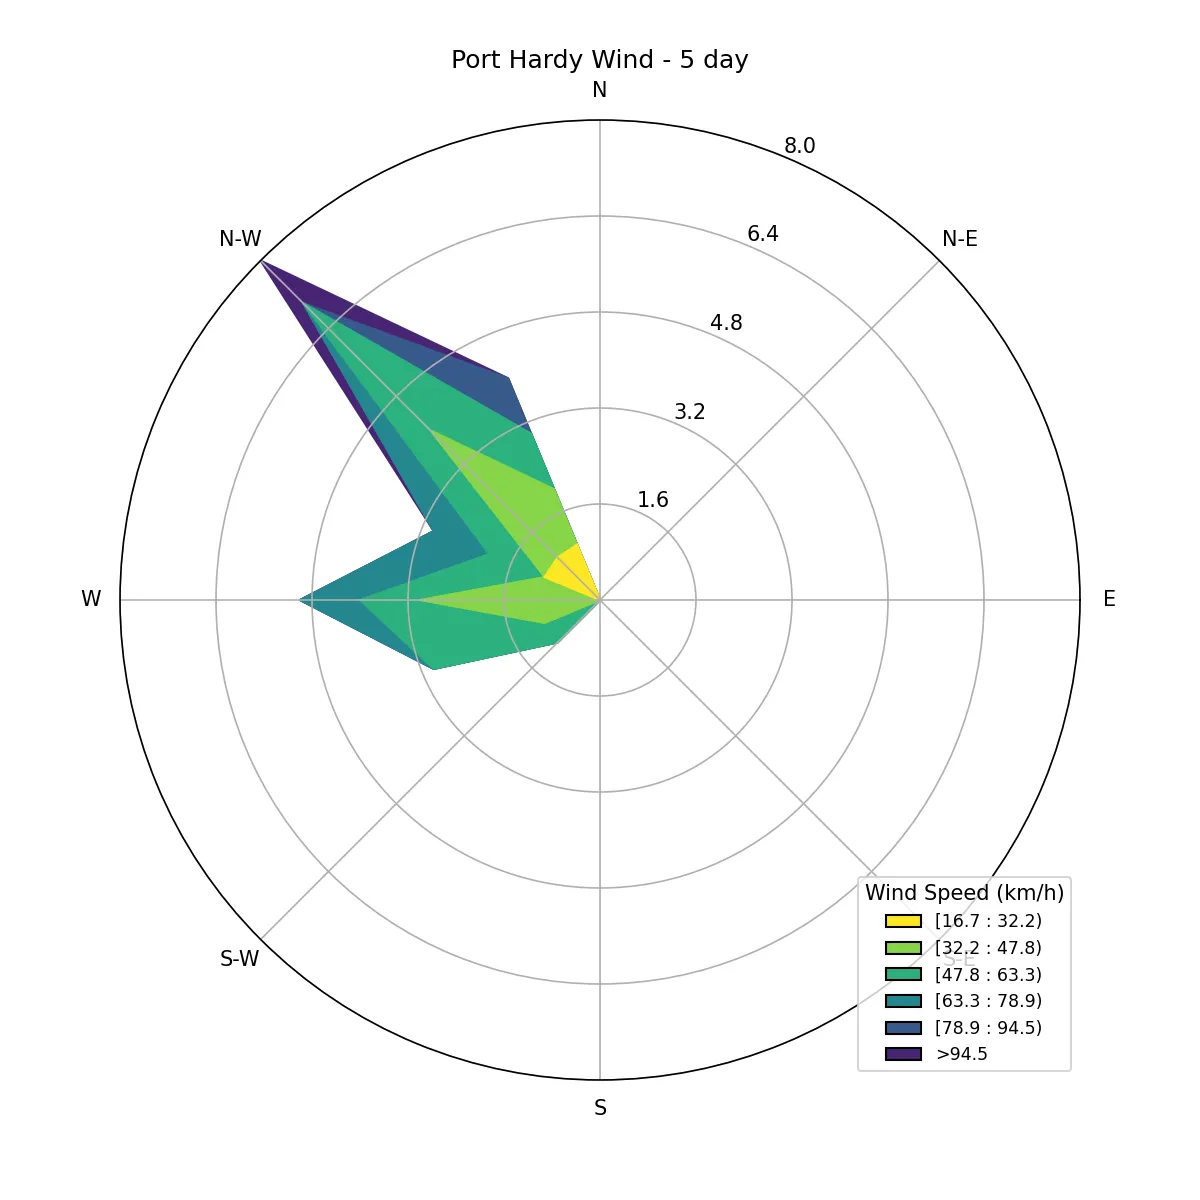 Port Hardy Wind - 5 day
N
8.0
N-W
N-E
6.4
4.8
3.2
1.6
W
E
Wind Speed (km/h)
[16.7 : 32.2)
[32.2 : 47.8)
S-W
S-E
[47.8 : 63.3)
[63.3 : 78.9)
[78.9 : 94.5)
>94.5
S